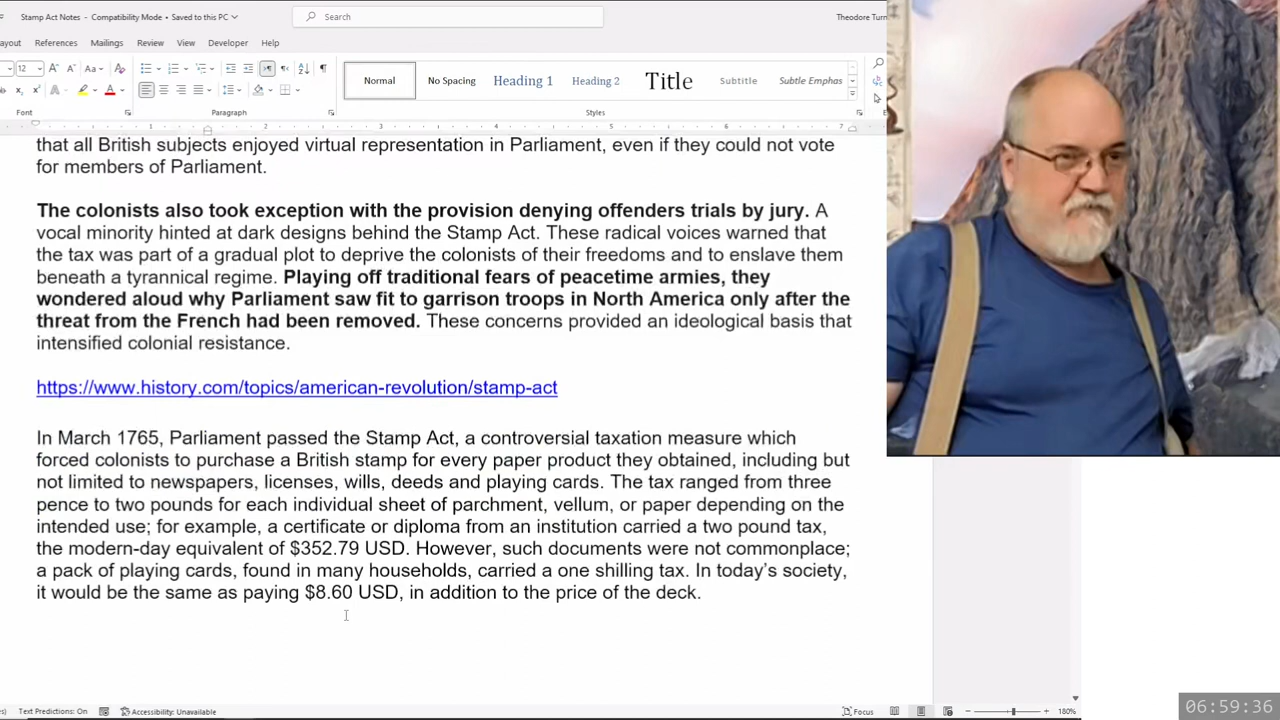 Stamp Act Notes - Compatibility Mode • Saved to this PC
Search
Theodore Turn
ayout References Mailings Review View Developer Help
12 Aa
Normal No Spacing Heading 1 Heading 2 Title Subtitle Subtle Emphas
Font Paragraph Styles
2 3 4 5 6 7
that all British subjects enjoyed virtual representation in Parliament, even if they could not vote
for members of Parliament.
The colonists also took exception with the provision denying offenders trials by jury. A
vocal minority hinted at dark designs behind the Stamp Act. These radical voices warned that
the tax was part of a gradual plot to deprive the colonists of their freedoms and to enslave them
beneath a tyrannical regime. Playing off traditional fears of peacetime armies, they
wondered aloud why Parliament saw fit to garrison troops in North America only after the
threat from the French had been removed. These concerns provided an ideological basis that
intensified colonial resistance.
https://www.history.com/topics/american-revolution/stamp-act
In March 1765, Parliament passed the Stamp Act, a controversial taxation measure which
forced colonists to purchase a British stamp for every paper product they obtained, including but
not limited to newspapers, licenses, wills, deeds and playing cards. The tax ranged from three
pence to two pounds for each individual sheet of parchment, vellum, or paper depending on the
intended use; for example, a certificate or diploma from an institution carried a two pound tax,
the modern-day equivalent of $352.79 USD. However, such documents were not commonplace;
a pack of playing cards, found in many households, carried a one shilling tax. In today's society,
it would be the same as paying $8.60 USD, in addition to the price of the deck.
s) Text Predictions: On Accessibility: Unavailable Focus 180%
06:59:36